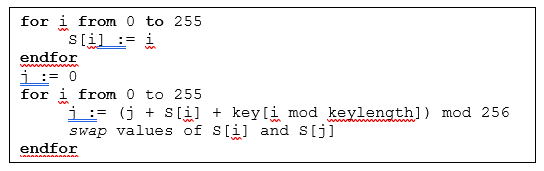 for i from 0 to 255
S[i] := i
endfor
j := 0
for i from 0 to 255
j := (j + S[i] + key[i mod keylength]) mod 256
swap values of S[i] and S[j]
endfor